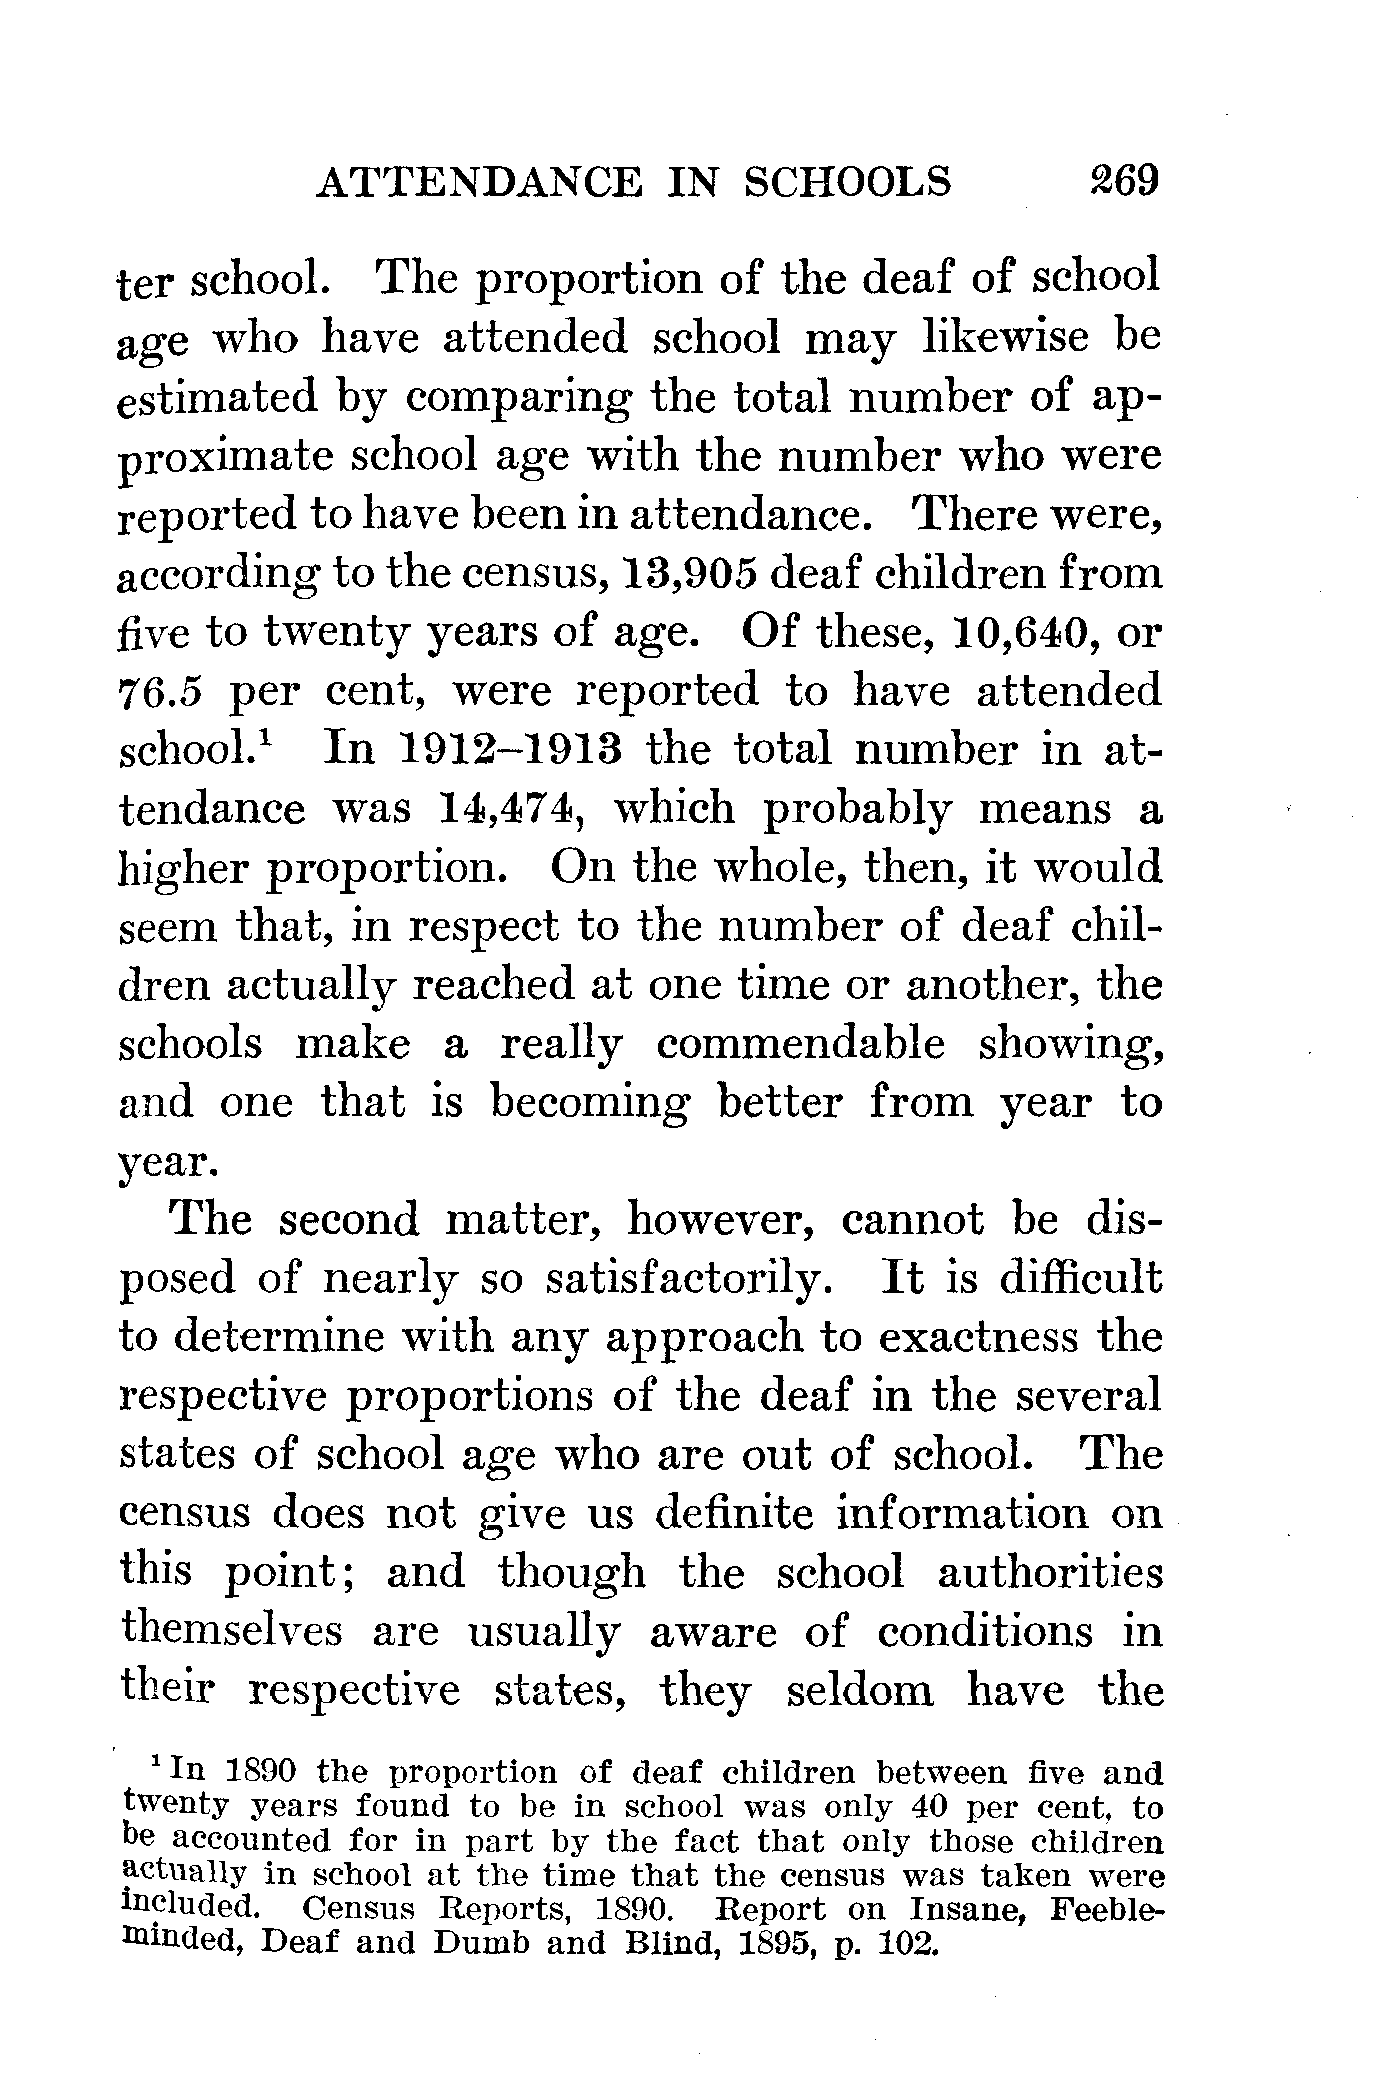 ATTENDANCE IN SCHOOLS 269
ter school. The proportion of the deaf of school
age who have attended school may likewise be
estimated by comparing the total number of ap-
proximate school age with the number who were
reported to have been in attendance. There were,
according to the census, 13,905 deaf children from
five to twenty years of age. Of these, 10,640, or
76.5 per cent, were reported to have attended
school.¹ In 1912–1913 the total number in at-
tendance was 14,474, which probably means a
higher proportion. On the whole, then, it would
seem that, in respect to the number of deaf chil-
dren actually reached at one time or another, the
schools make a really commendable showing,
and one that is becoming better from year to
year.
The second matter, however, cannot be dis-
posed of nearly so satisfactorily. It is difficult
to determine with any approach to exactness the
respective proportions of the deaf in the several
states of school age who are out of school. The
census does not give us definite information on
this point; and though the school authorities
themselves are usually aware of conditions in
their respective states, they seldom have the
¹ In 1890 the proportion of deaf children between five and
twenty years found to be in school was only 40 per cent, to
be accounted for in part by the fact that only those children
actually in school at the time that the census was taken were
included. Census Reports, 1890. Report on Insane, Feeble-
minded, Deaf and Dumb and Blind, 1895, p. 102.